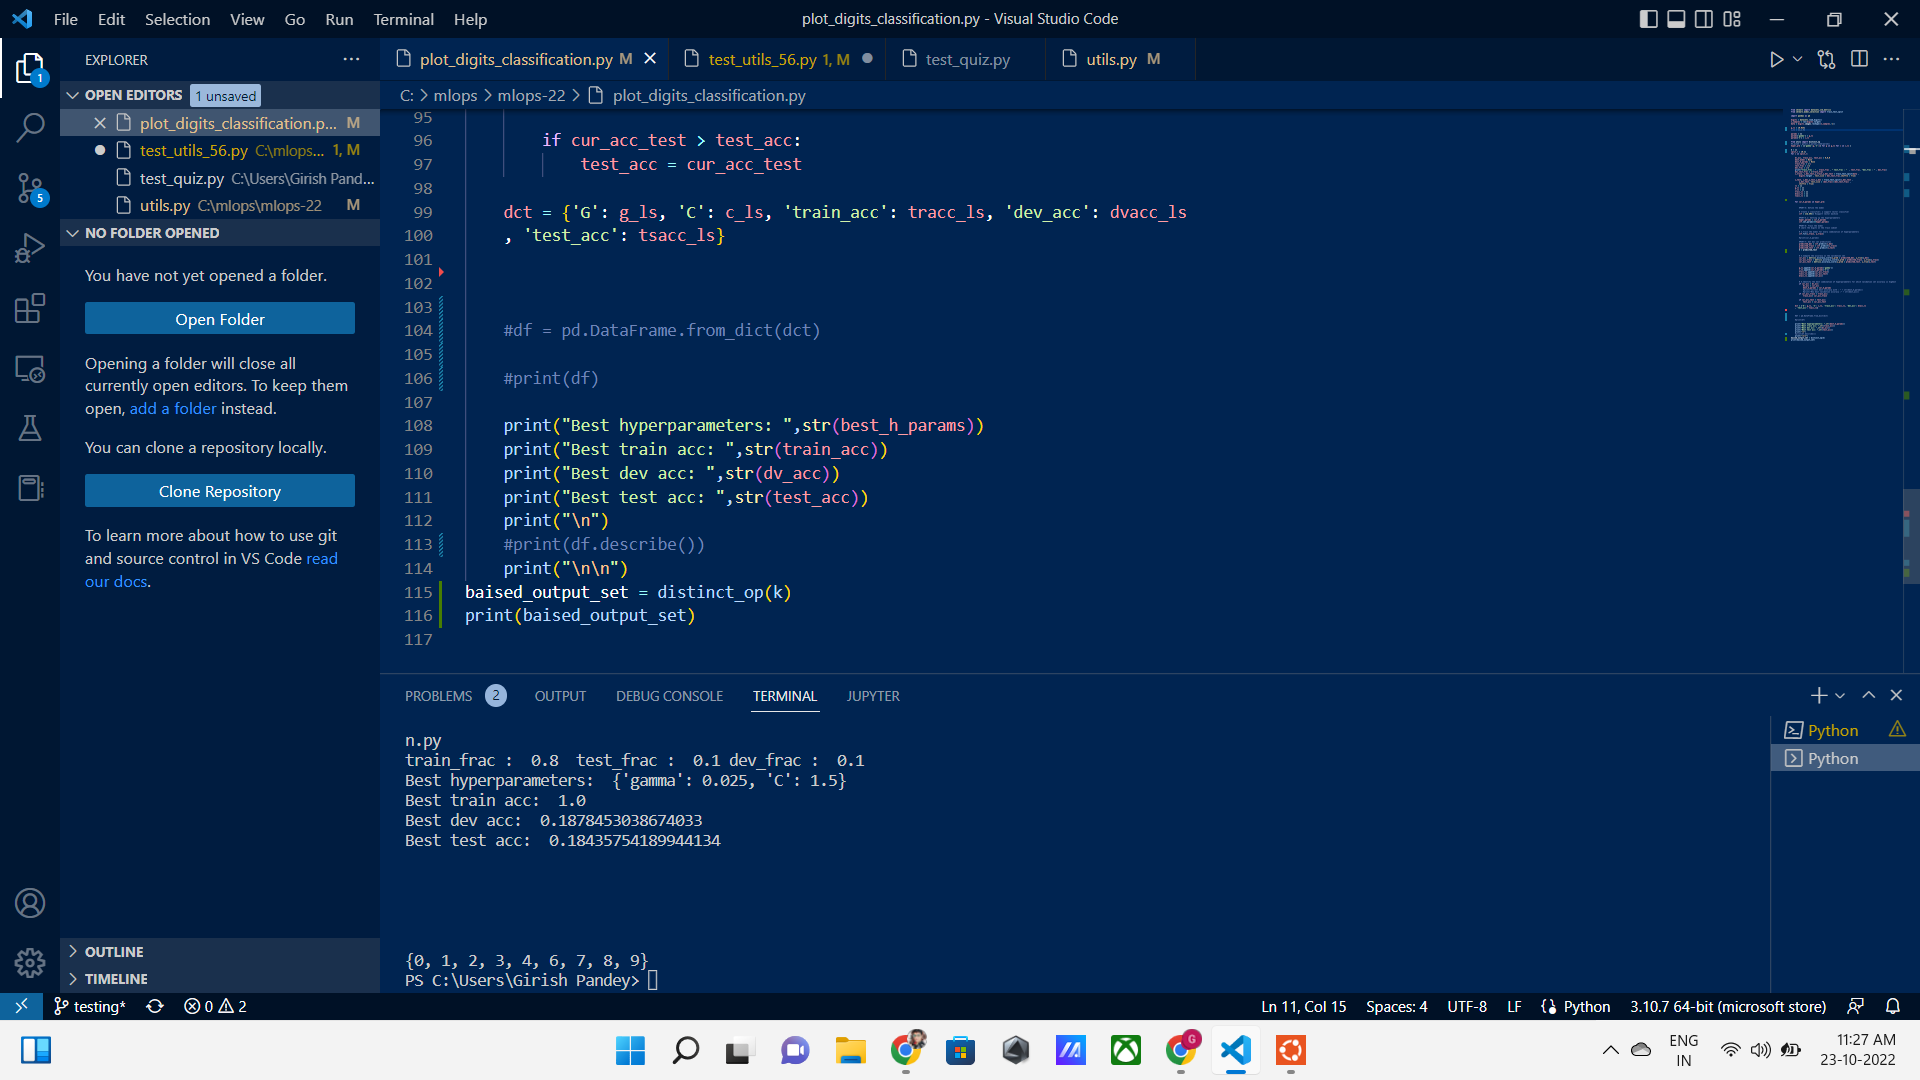 File Edit Selection View Go Run Terminal Help
plot_digits_classification.py - Visual Studio Code
EXPLORER
plot_digits_classification.py M
test_utils_56.py 1, M
test_quiz.py
utils.py M
OPEN EDITORS 1 unsaved
C: > mlops > mlops-22 > plot_digits_classification.py
plot_digits_classification.p... M
test_utils_56.py C:\mlops... 1, M
test_quiz.py C:\Users\Girish Pand...
utils.py C:\mlops\mlops-22 M
NO FOLDER OPENED
You have not yet opened a folder.
Open Folder
Opening a folder will close all
currently open editors. To keep them
open, add a folder instead.
You can clone a repository locally.
Clone Repository
To learn more about how to use git
and source control in VS Code read
our docs.
OUTLINE
TIMELINE
1
5
95
96 if cur_acc_test > test_acc:
97 test_acc = cur_acc_test
98
99 dct = {'G': g_ls, 'C': c_ls, 'train_acc': tracc_ls, 'dev_acc': dvacc_ls
100 , 'test_acc': tsacc_ls}
101
102
103
104 #df = pd.DataFrame.from_dict(dct)
105
106 #print(df)
107
108 print("Best hyperparameters: ",str(best_h_params))
109 print("Best train acc: ",str(train_acc))
110 print("Best dev acc: ",str(dv_acc))
111 print("Best test acc: ",str(test_acc))
112 print("\n")
113 #print(df.describe())
114 print("\n\n")
115 baised_output_set = distinct_op(k)
116 print(baised_output_set)
117
PROBLEMS 2 OUTPUT DEBUG CONSOLE TERMINAL JUPYTER
n.py
train_frac :  0.8  test_frac :  0.1 dev_frac :  0.1
Best hyperparameters:  {'gamma': 0.025, 'C': 1.5}
Best train acc:  1.0
Best dev acc:  0.1878453038674033
Best test acc:  0.18435754189944134
{0, 1, 2, 3, 4, 6, 7, 8, 9}
PS C:\Users\Girish Pandey>
Python
Python
testing* 0 2
Ln 11, Col 15 Spaces: 4 UTF-8 LF Python 3.10.7 64-bit (microsoft store)
G
ENG
IN
11:27 AM
23-10-2022